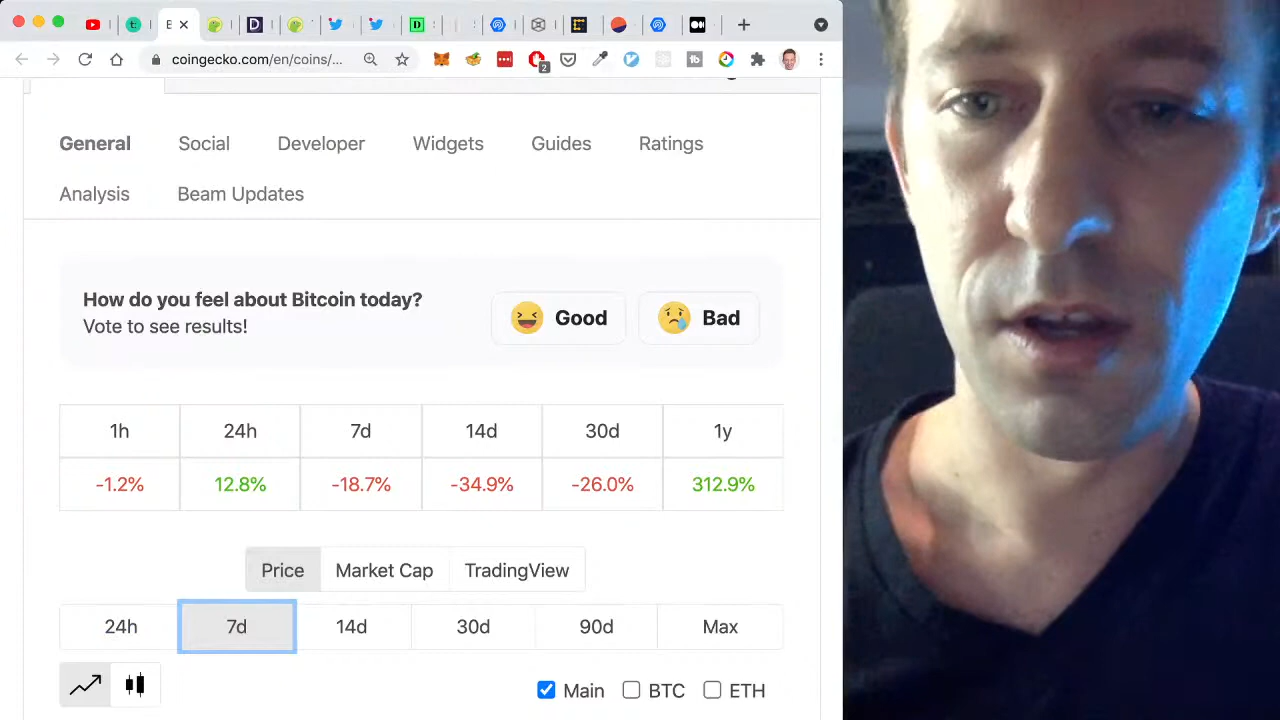 B
D
D
coingecko.com/en/coins/...
2
tb
General Social Developer Widgets Guides Ratings
Analysis Beam Updates
How do you feel about Bitcoin today?
Vote to see results!
Good Bad
1h 24h 7d 14d 30d 1y
-1.2% 12.8% -18.7% -34.9% -26.0% 312.9%
Price Market Cap TradingView
24h 7d 14d 30d 90d Max
Main BTC ETH